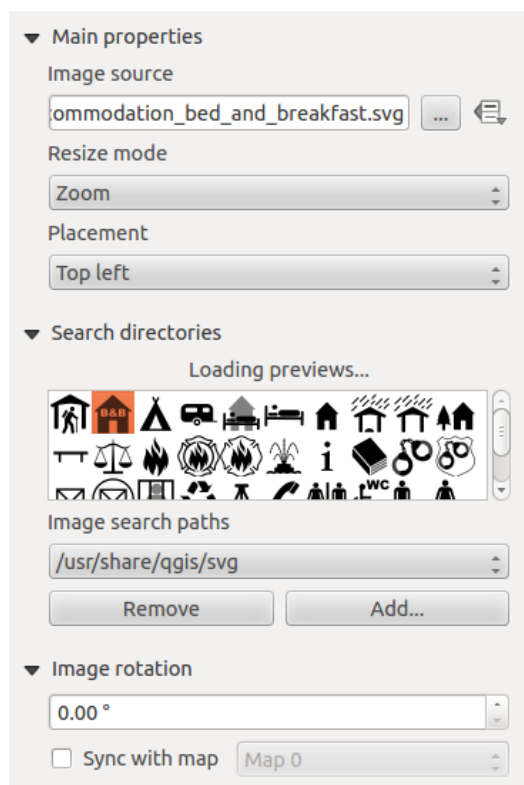 Main properties
Image source
ommodation_bed_and_breakfast.svg ...
Resize mode
Zoom
Placement
Top left
Search directories
Loading previews...
B&B
i
WC
Image search paths
/usr/share/qgis/svg
Remove Add...
Image rotation
0.00 °
Sync with map Map 0